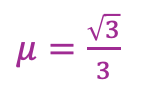 μ = √3/3